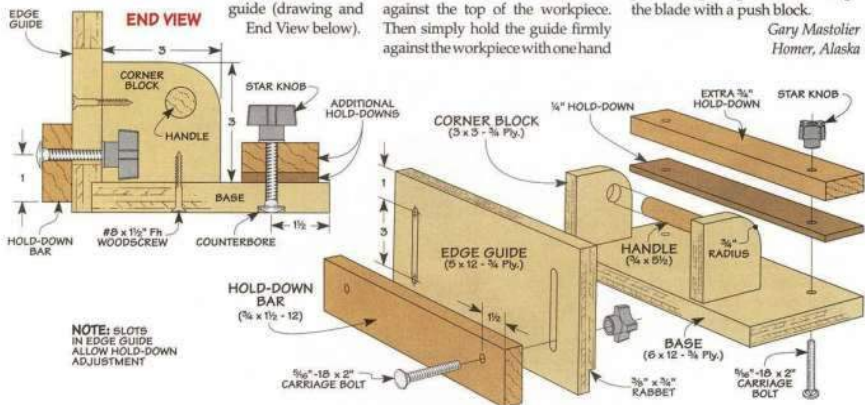 guide (drawing and
End View below).
against the top of the workpiece.
Then simply hold the guide firmly
against the workpiece with one hand
the blade with a push block.
Gary Mastolier
Homer, Alaska
END VIEW
EDGE
GUIDE
3
CORNER
BLOCK
HANDLE
3
STAR KNOB
ADDITIONAL
HOLD-DOWNS
1
BASE
HOLD-DOWN
BAR
#8 x 1½" Fh
WOODSCREW
COUNTERBORE
1½
NOTE: SLOTS
IN EDGE GUIDE
ALLOW HOLD-DOWN
ADJUSTMENT
CORNER BLOCK
(3 x 3 - ¾ Ply.)
¼" HOLD-DOWN
EXTRA ¾"
HOLD-DOWN
STAR KNOB
1
3
EDGE GUIDE
(5 x 12 - ¾ Ply.)
HANDLE
(¾ x 5½)
¾"
RADIUS
HOLD-DOWN
BAR
(¾ x 1½ - 12)
1½
BASE
(6 x 12 - ¾ Ply.)
5/16"-18 x 2"
CARRIAGE BOLT
3/8" x ¾"
RABBET
5/16"-18 x 2"
CARRIAGE
BOLT